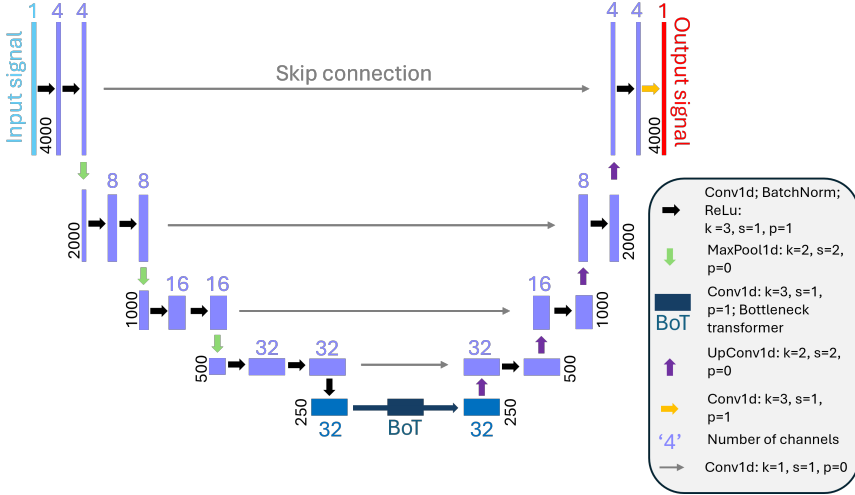 1 4 4
4 4 1
Input signal
Skip connection
Output signal
4000
4000
8 8
8
2000
2000
16 16
16
1000
1000
32 32
32
500
500
250
250
32
BoT
32
Conv1d; BatchNorm;
ReLu:
k =3, s=1, p=1
MaxPool1d: k=2, s=2,
p=0
Conv1d: k=3, s=1,
p=1; Bottleneck
transformer
BoT
UpConv1d: k=2, s=2,
p=0
Conv1d: k=3, s=1,
p=1
‘4’
Number of channels
Conv1d: k=1, s=1, p=0